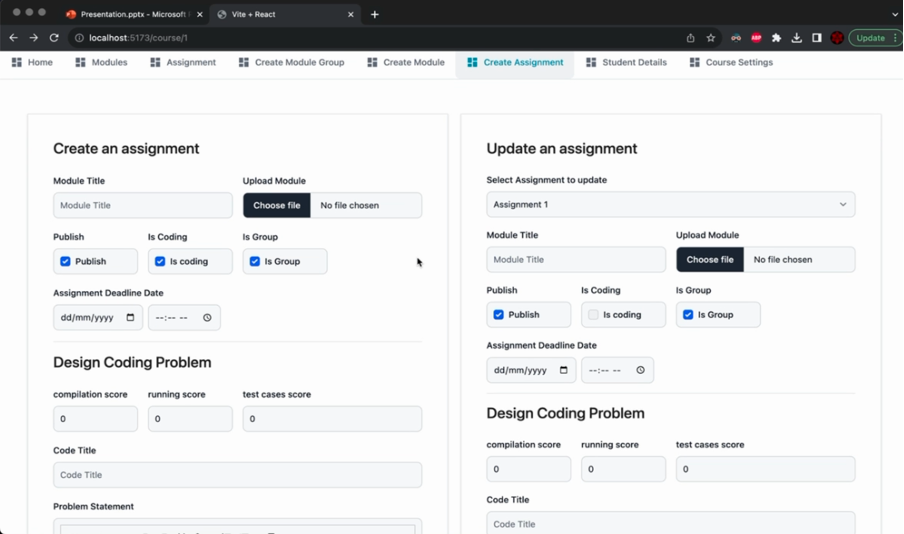 Presentation.pptx - Microsoft
Vite + React
localhost:5173/course/1
ABP
Update
Home
Modules
Assignment
Create Module Group
Create Module
Create Assignment
Student Details
Course Settings
Create an assignment
Module Title
Upload Module
Module Title
Choose file
No file chosen
Publish
Is Coding
Is Group
Publish
Is coding
Is Group
Assignment Deadline Date
dd/mm/yyyy
--:-- --
Design Coding Problem
compilation score
running score
test cases score
0
0
0
Code Title
Code Title
Problem Statement
Update an assignment
Select Assignment to update
Assignment 1
Module Title
Upload Module
Module Title
Choose file
No file chosen
Publish
Is Coding
Is Group
Publish
Is coding
Is Group
Assignment Deadline Date
dd/mm/yyyy
--:-- --
Design Coding Problem
compilation score
running score
test cases score
0
0
0
Code Title
Code Title